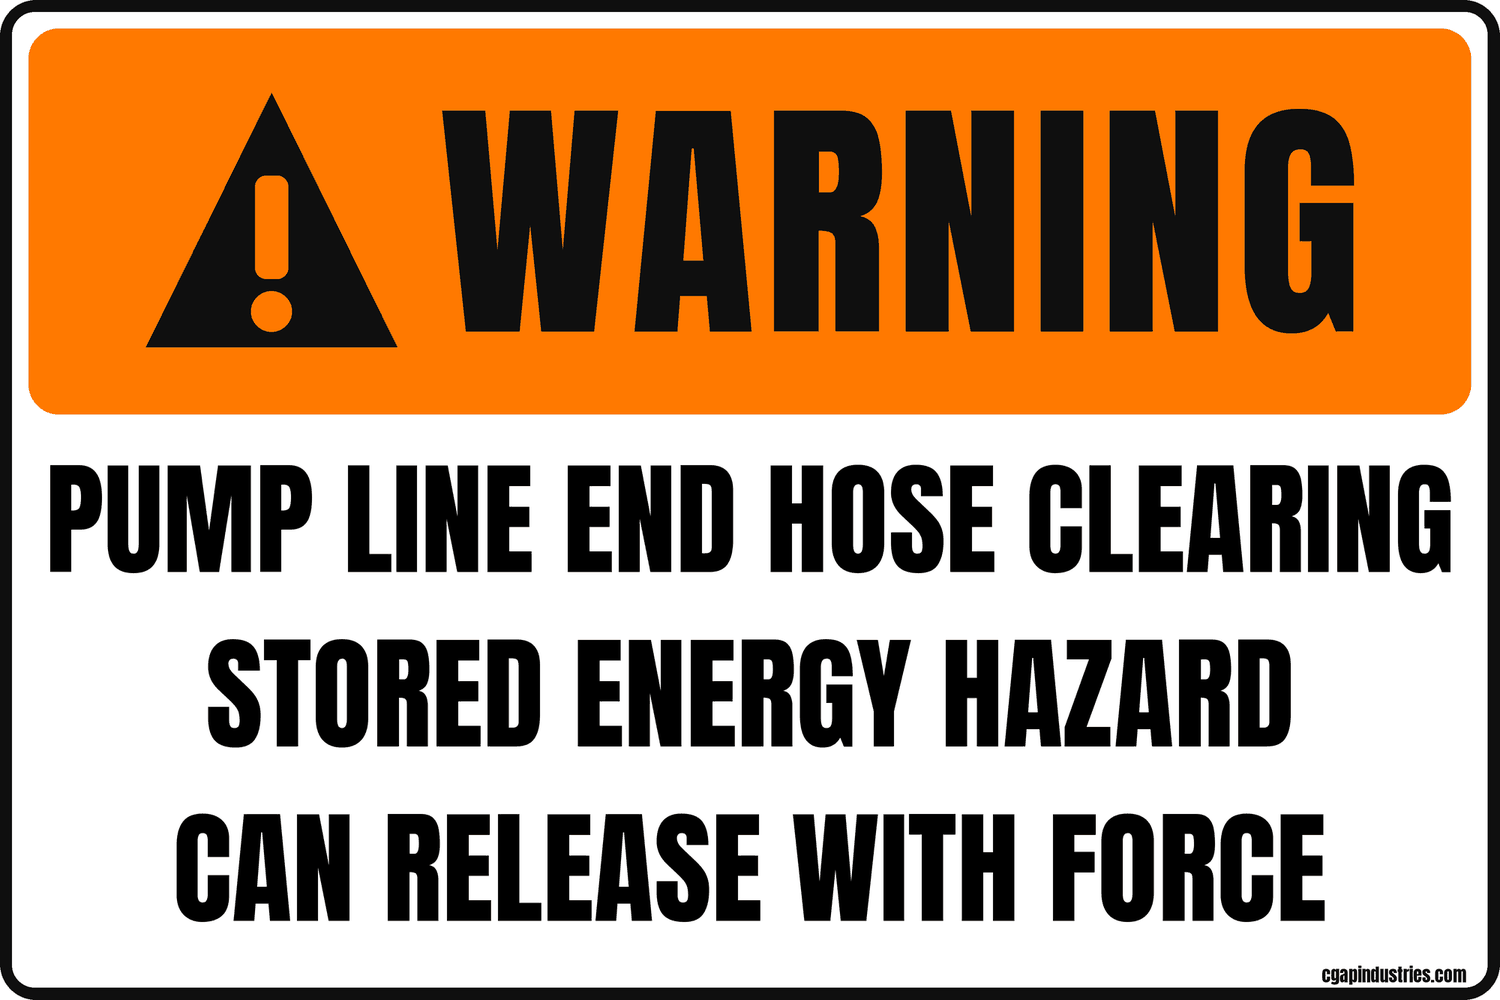 WARNING
PUMP LINE END HOSE CLEARING
STORED ENERGY HAZARD
CAN RELEASE WITH FORCE
cgapindustries.com